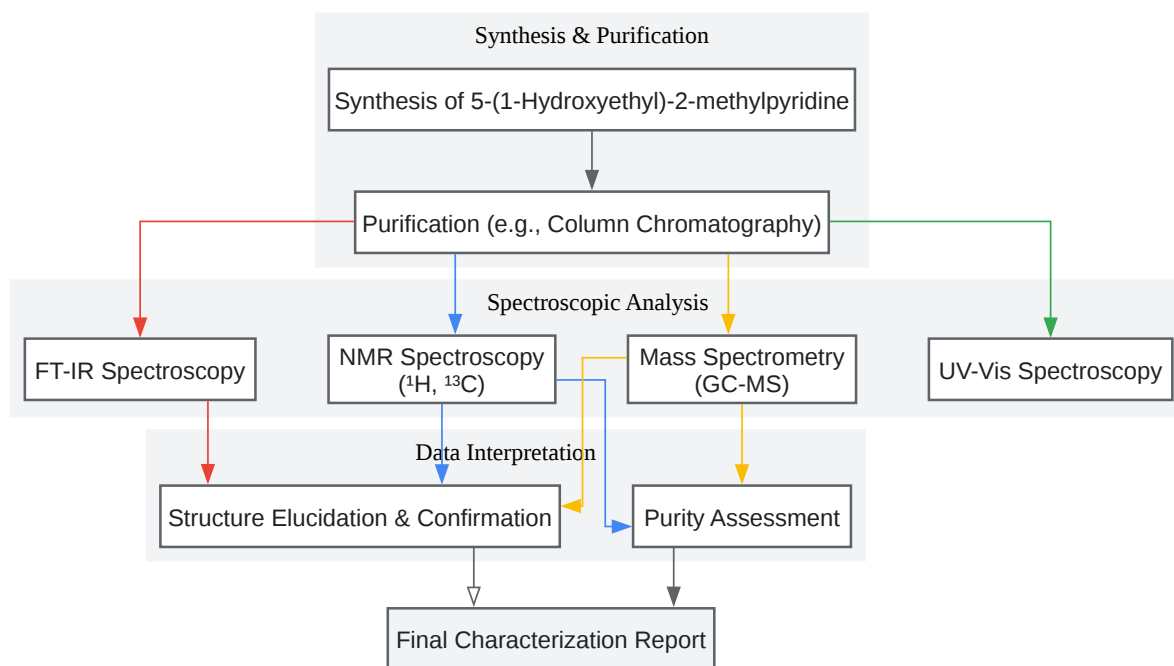 Synthesis & Purification
Synthesis of 5-(1-Hydroxyethyl)-2-methylpyridine
Purification (e.g., Column Chromatography)
Spectroscopic Analysis
FT-IR Spectroscopy
NMR Spectroscopy
(¹H, ¹³C)
Mass Spectrometry
(GC-MS)
UV-Vis Spectroscopy
Data Interpretation
Structure Elucidation & Confirmation
Purity Assessment
Final Characterization Report